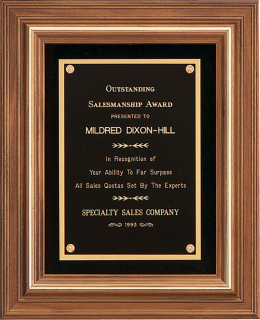 Outstanding
Salesmanship Award
PRESENTED TO
MILDRED DIXON-HILL
In Recognition of
Your Ability To Far Surpass
All Sales Quotas Set By The Experts
SPECIALTY SALES COMPANY
1993